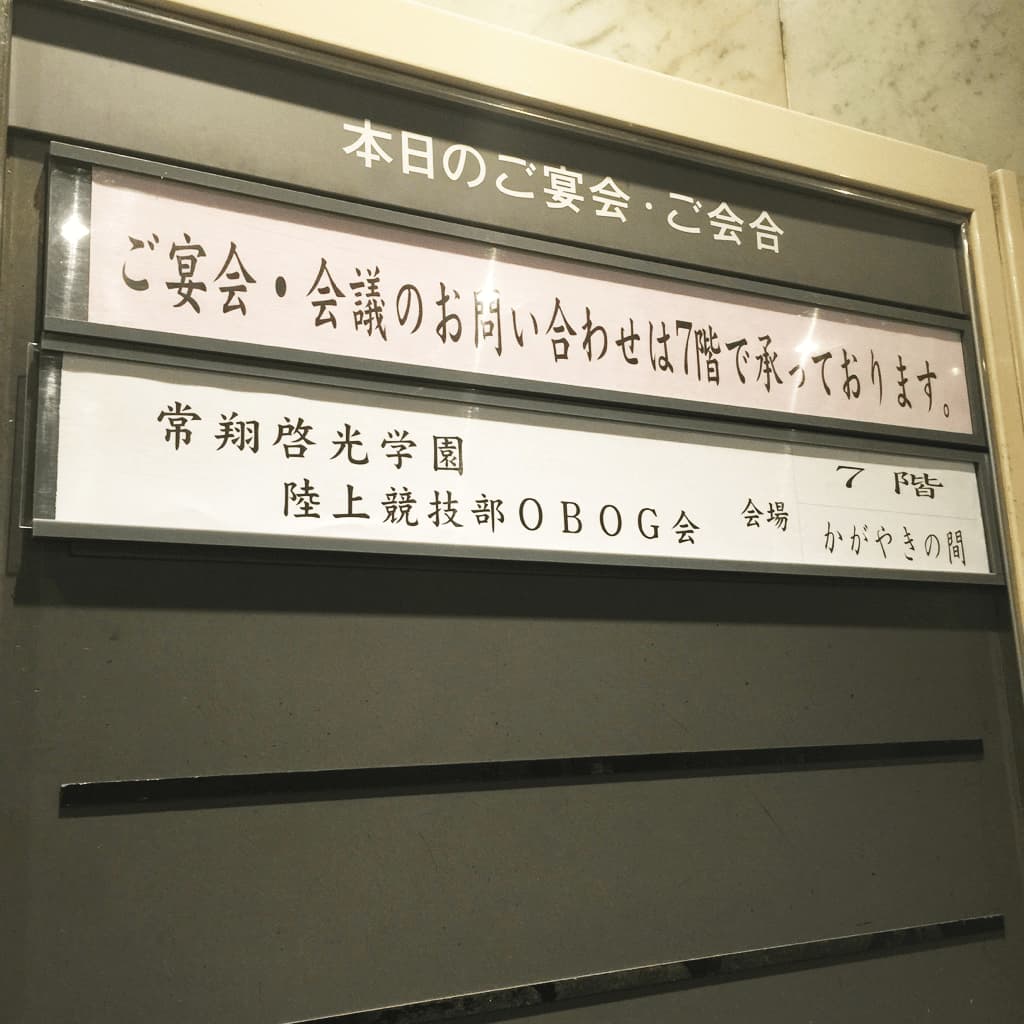 本日のご宴会・ご会合
ご宴会・会議のお問い合わせは7階で承っております。
常翔啓光学園
陸上競技部OBOG会
会場
7階
かがやきの間